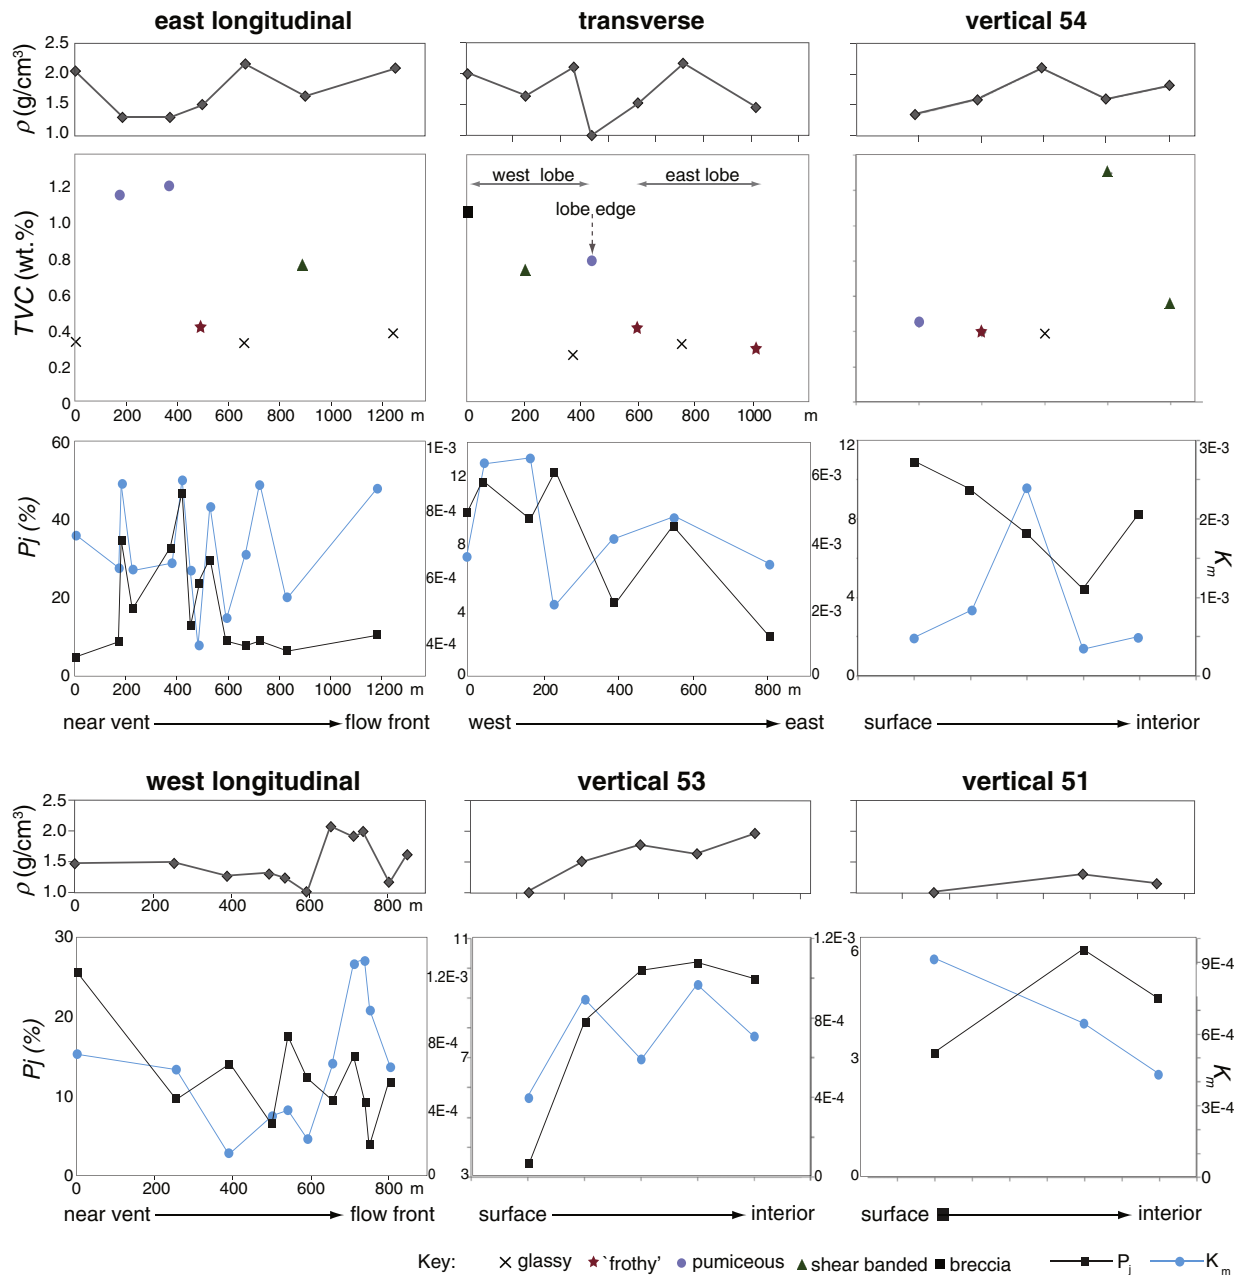 east longitudinal
transverse
vertical 54
ρ (g/cm³)
2.5
2.0
1.5
1.0
TVC (wt.%)
1.2
1.0
0.8
0.6
0.4
0.2
0
0 200 400 600 800 1000 1200 m
west lobe
east lobe
lobe edge
0 200 400 600 800 1000 m
Pj (%)
60
40
20
0
0 200 400 600 800 1000 1200 m
1E-3
8E-4
6E-4
4E-4
12
8
4
0
0 200 400 600 800 m
6E-3
4E-3
2E-3
0
12
8
4
0
3E-3
2E-3
1E-3
0
Km
near vent flow front
west east
surface interior
west longitudinal
vertical 53
vertical 51
ρ (g/cm³)
2.5
2.0
1.5
1.0
0 200 400 600 800 m
Pj (%)
30
20
10
0
0 200 400 600 800 m
1.2E-3
8E-4
4E-4
0
11
7
3
1.2E-3
8E-4
4E-4
0
6
3
0
9E-4
6E-4
3E-4
0
Km
near vent flow front
surface interior
surface interior
Key: glassy `frothy' pumiceous shear banded breccia Pj Km